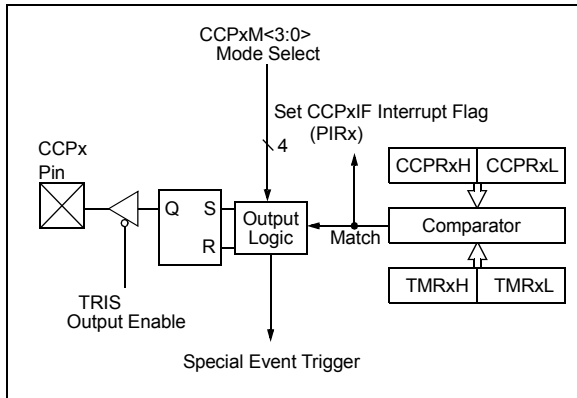 CCPxM<3:0>
Mode Select
Set CCPxIF Interrupt Flag
(PIRx)
4
CCPx
Pin
CCPRxH CCPRxL
Q S
R
Output
Logic
Match
Comparator
TRIS
Output Enable
TMRxH TMRxL
Special Event Trigger